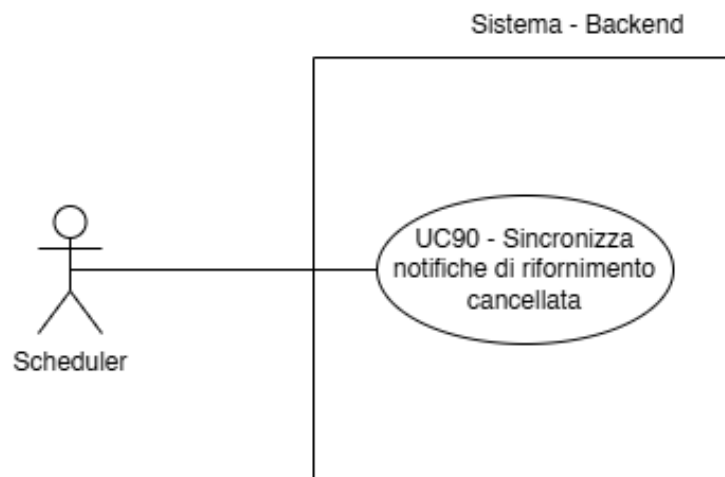 Sistema - Backend
UC90 - Sincronizza
notifiche di rifornimento
cancellata
Scheduler